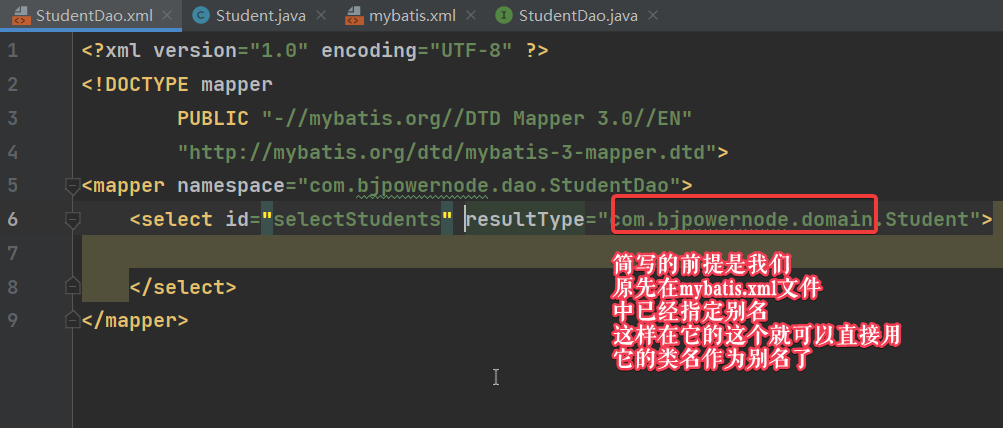 StudentDao.xml Student.java mybatis.xml StudentDao.java
1 <?xml version="1.0" encoding="UTF-8" ?>
2 <!DOCTYPE mapper
3 PUBLIC "-//mybatis.org//DTD Mapper 3.0//EN"
4 "http://mybatis.org/dtd/mybatis-3-mapper.dtd">
5 <mapper namespace="com.bjpowernode.dao.StudentDao">
6 <select id="selectStudents" resultType="com.bjpowernode.domain.Student">
7
8 </select>
9 </mapper>
简写的前提是我们
原先在mybatis.xml文件
中已经指定别名
这样在它的这个就可以直接用
它的类名作为别名了